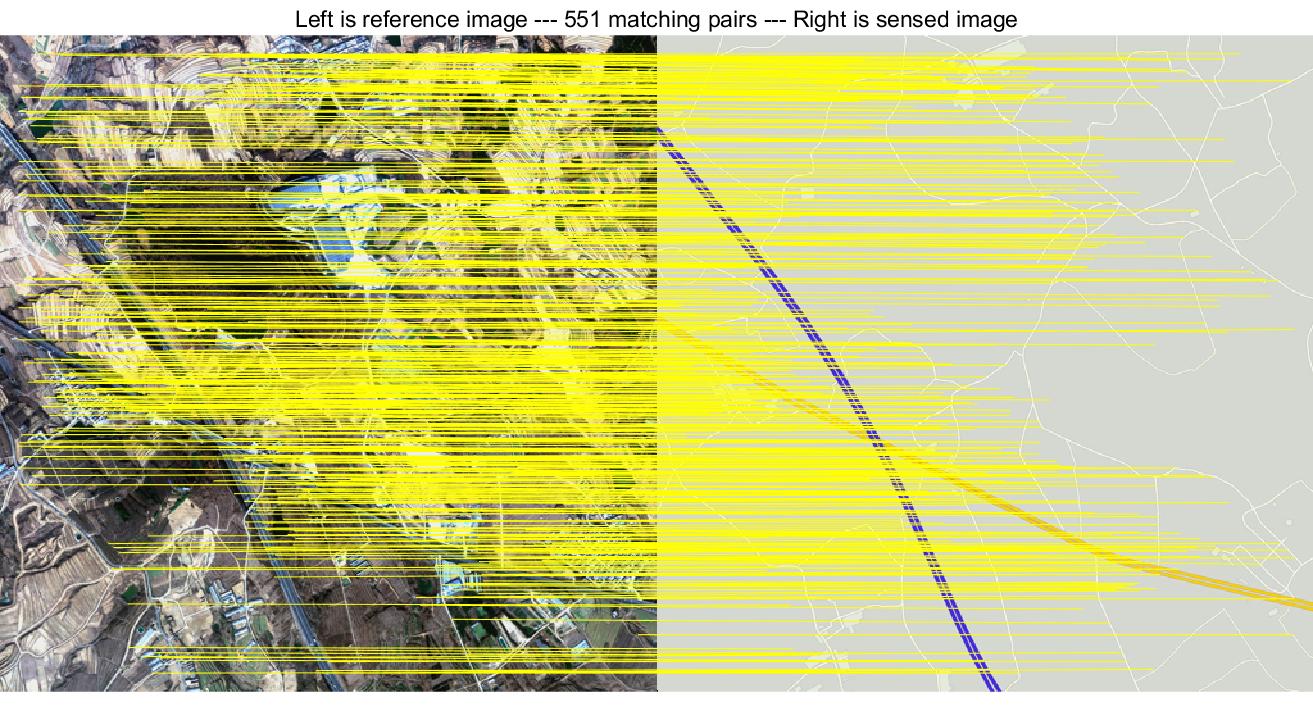 Left is reference image --- 551 matching pairs --- Right is sensed image